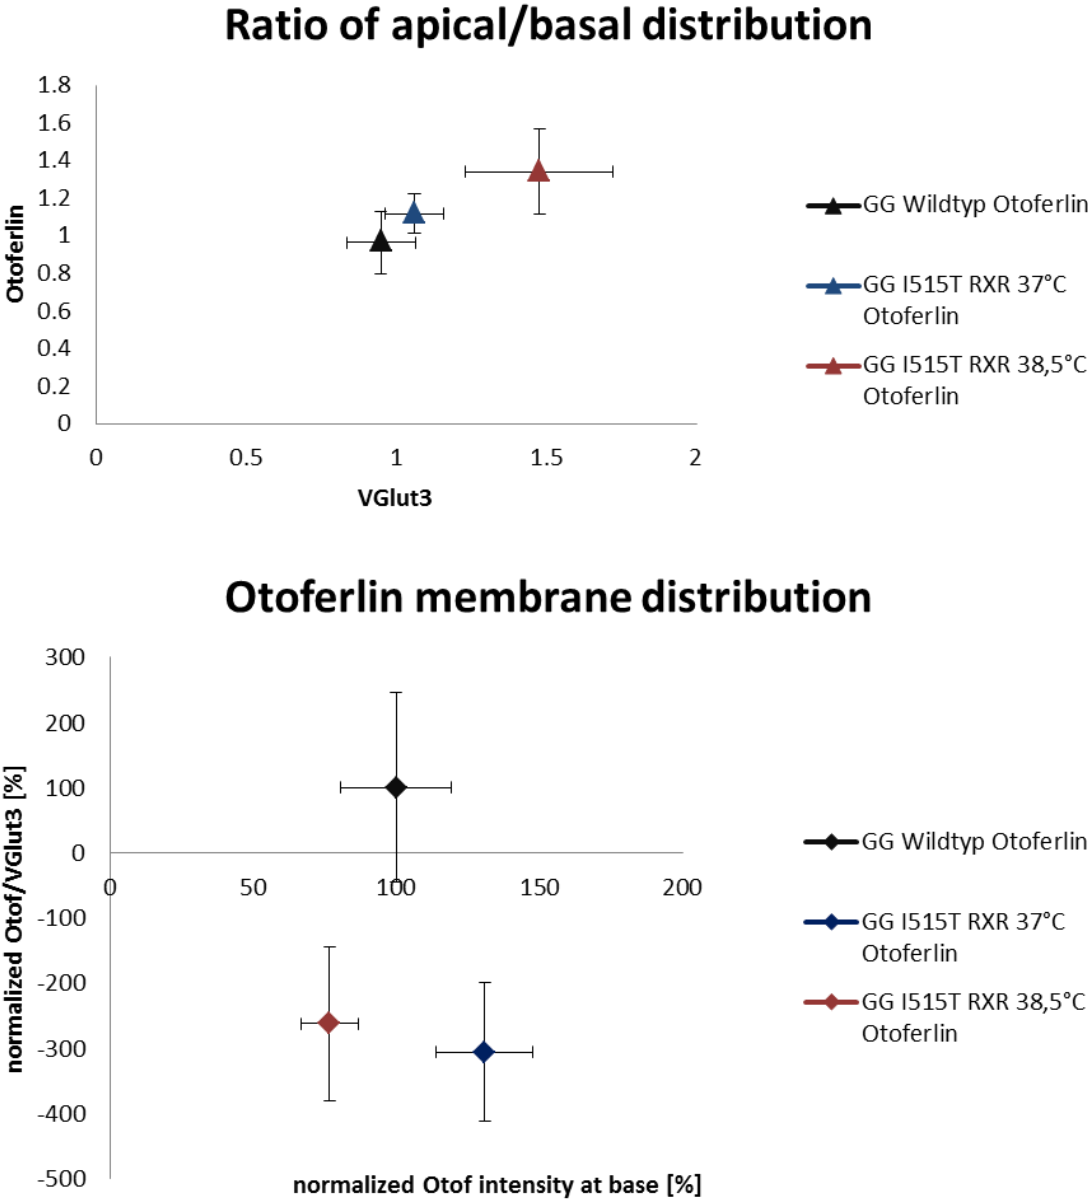 Ratio of apical/basal distribution
1.8
1.6
1.4
1.2
1
0.8
0.6
0.4
0.2
0
Otoferlin
0 0.5 1 1.5 2
VGlut3
GG Wildtyp Otoferlin
GG I515T RXR 37°C
Otoferlin
GG I515T RXR 38,5°C
Otoferlin
Otoferlin membrane distribution
300
200
100
0
-100
-200
-300
-400
-500
normalized Otof/VGlut3 [%]
0 50 100 150 200
normalized Otof intensity at base [%]
GG Wildtyp Otoferlin
GG I515T RXR 37°C
Otoferlin
GG I515T RXR 38,5°C
Otoferlin